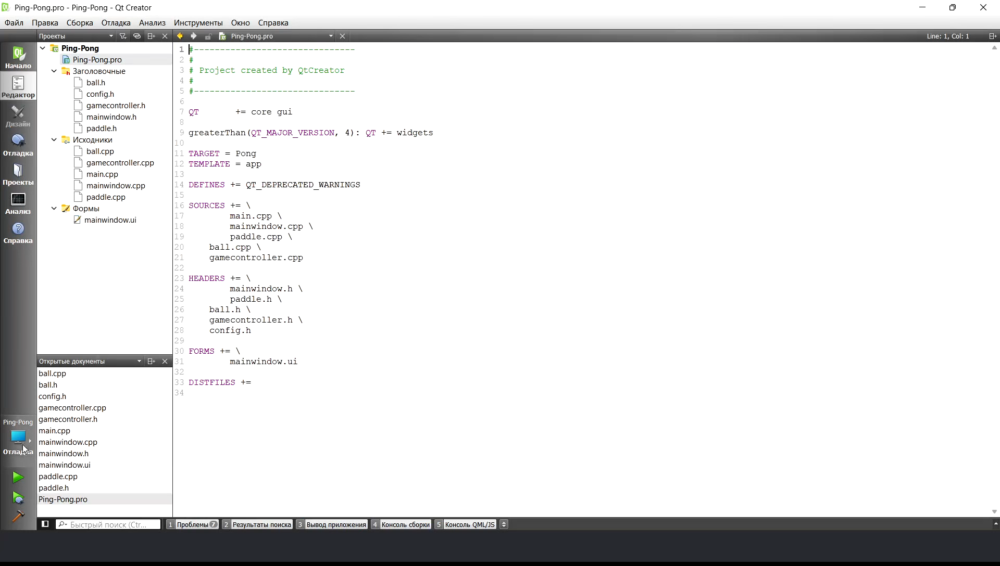 Ping-Pong.pro - Ping-Pong - Qt Creator
Файл Правка Сборка Отладка Анализ Инструменты Окно Справка
Проекты
Ping-Pong.pro
Line: 1, Col: 1
Начало
Редактор
Дизайн
Отладка
Проекты
Анализ
Справка
Ping-Pong
Ping-Pong.pro
Заголовочные
ball.h
config.h
gamecontroller.h
mainwindow.h
paddle.h
Исходники
ball.cpp
gamecontroller.cpp
main.cpp
mainwindow.cpp
paddle.cpp
Формы
mainwindow.ui
1 #-------------------------------
2 #
3 # Project created by QtCreator
4 #
5 #-------------------------------
6
7 QT       += core gui
8
9 greaterThan(QT_MAJOR_VERSION, 4): QT += widgets
10
11 TARGET = Pong
12 TEMPLATE = app
13
14 DEFINES += QT_DEPRECATED_WARNINGS
15
16 SOURCES += \
17         main.cpp \
18         mainwindow.cpp \
19         paddle.cpp \
20     ball.cpp \
21     gamecontroller.cpp
22
23 HEADERS += \
24         mainwindow.h \
25         paddle.h \
26     ball.h \
27     gamecontroller.h \
28     config.h
29
30 FORMS += \
31         mainwindow.ui
32
33 DISTFILES +=
34
Открытые документы
ball.cpp
ball.h
config.h
gamecontroller.cpp
gamecontroller.h
main.cpp
mainwindow.cpp
mainwindow.h
mainwindow.ui
paddle.cpp
paddle.h
Ping-Pong.pro
Ping-Pong
Отладка
Быстрый поиск (Ctr...
1 Проблемы 7 2 Результаты поиска 3 Вывод приложения 4 Консоль сборки 5 Консоль QML/JS